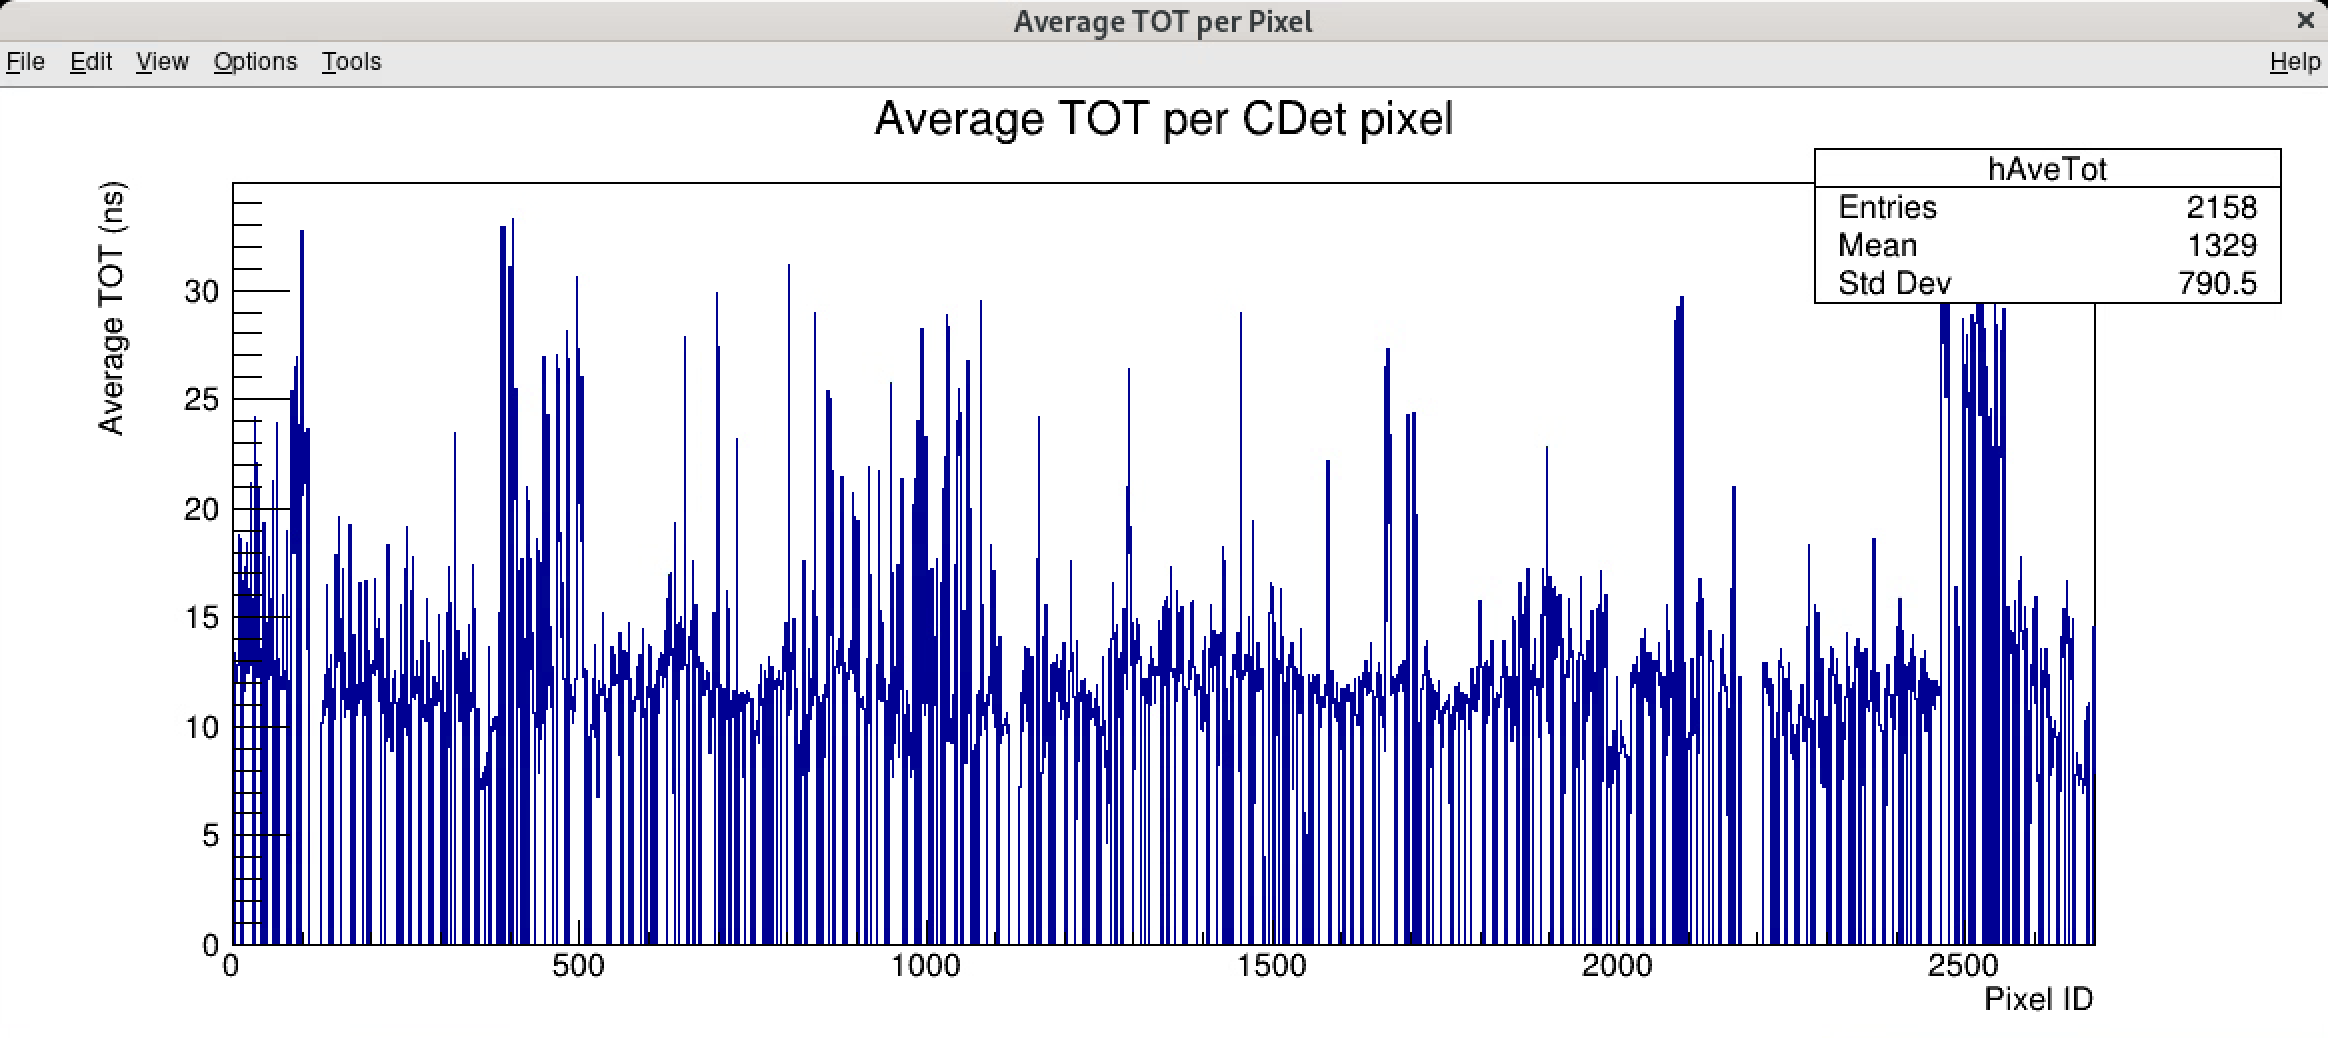 Average TOT per Pixel
File Edit View Options Tools Help
Average TOT per CDet pixel
hAveTot
Entries 2158
Mean 1329
Std Dev 790.5
Average TOT (ns)
30
25
20
15
10
5
0
0 500 1000 1500 2000 2500
Pixel ID